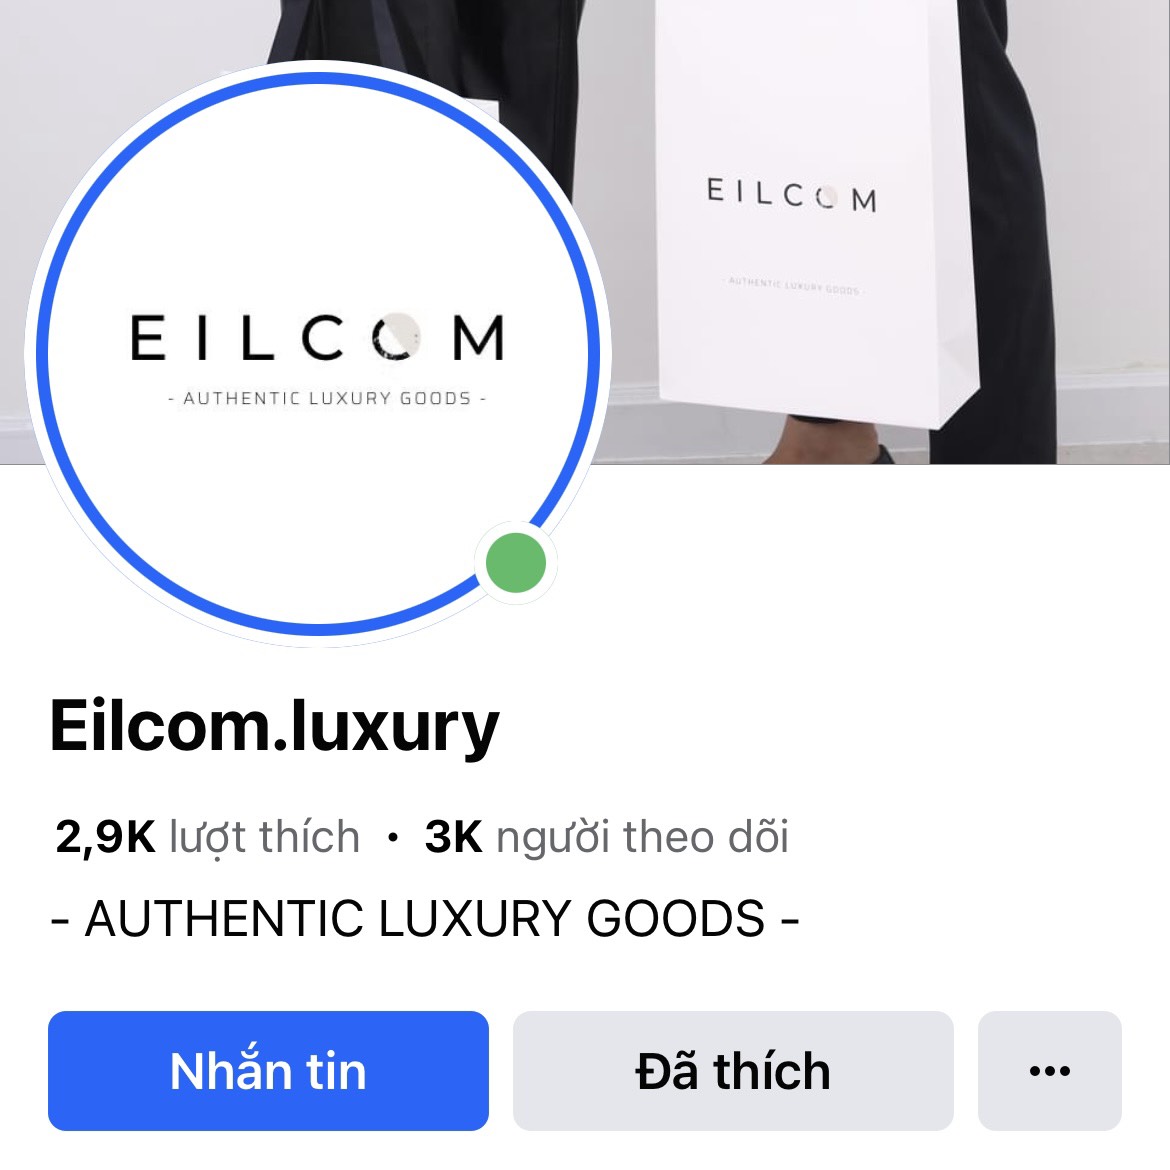 EILCOM
- AUTHENTIC LUXURY GOODS -
EILCOM
- AUTHENTIC LUXURY GOODS -
Eilcom.luxury
2,9K lượt thích • 3K người theo dõi
- AUTHENTIC LUXURY GOODS -
Nhắn tin
Đã thích